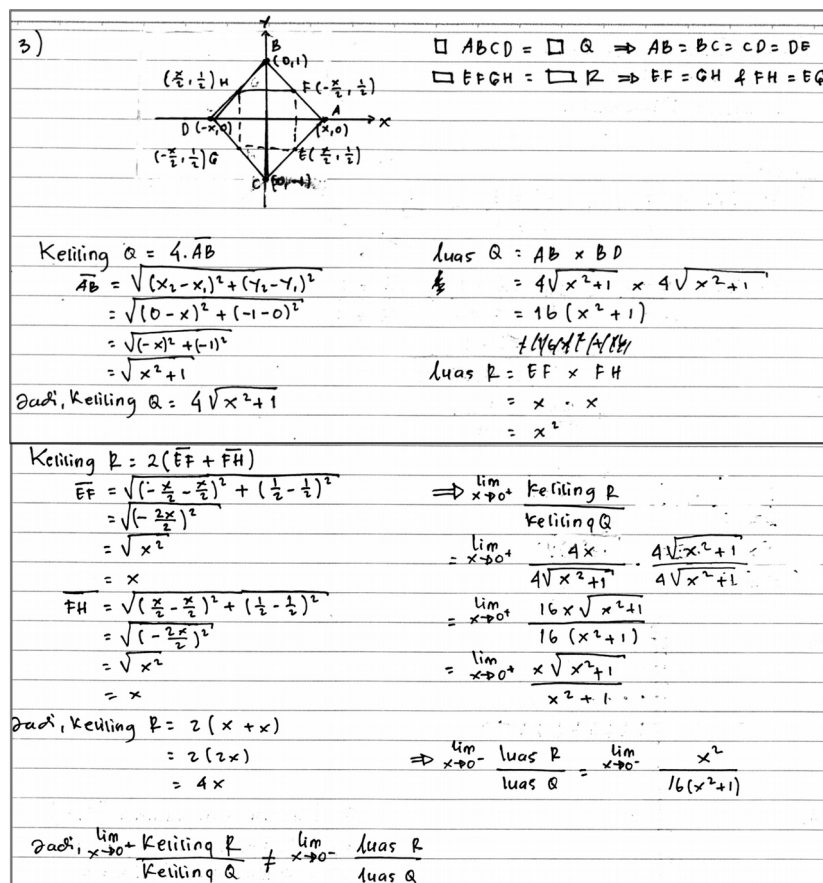 3)
Y
B
(0,1)
(x/2, 1/2) H
F(-x/2, 1/2)
A
D (-x,0)
(x,0)
X
(-x/2, 1/2) G
E(x/2, 1/2)
C
□ ABCD = □ Q ⇒ AB = BC = CD = DE
▭ EFGH = ▭ R ⇒ EF = GH & FH = EG
Keliling Q = 4.AB̅
AB̅ = √((x₂-x₁)² + (y₂-y₁)²)
= √((0-x)² + (-1-0)²)
= √((-x)² + (-1)²)
= √(x²+1)
Jadi, Keliling Q = 4√(x²+1)
luas Q = AB x BD
= 4√(x²+1) x 4√(x²+1)
= 16(x²+1)
luas R = EF x FH
= x . x
= x²
Keliling R = 2(EF̅ + FH̅)
EF̅ = √((-x/2 - x/2)² + (1/2 - 1/2)²)
= √((-2x/2)²)
= √x²
= x
FH̅ = √((x/2 - x/2)² + (1/2 - 1/2)²)
= √((-2x/2)²)
= √x²
= x
Jadi, Keliling R = 2(x + x)
= 2(2x)
= 4x
⇒ lim x→0⁺ Keliling R / Keliling Q
= lim x→0⁺ 4x / 4√(x²+1) · 4√(x²+1) / 4√(x²+1)
= lim x→0⁺ 16x√(x²+1) / 16(x²+1)
= lim x→0⁺ x√(x²+1) / x²+1
⇒ lim x→0⁻ luas R / luas Q = lim x→0⁻ x² / 16(x²+1)
Jadi, lim x→0⁺ Keliling R / Keliling Q ≠ lim x→0⁻ luas R / luas Q